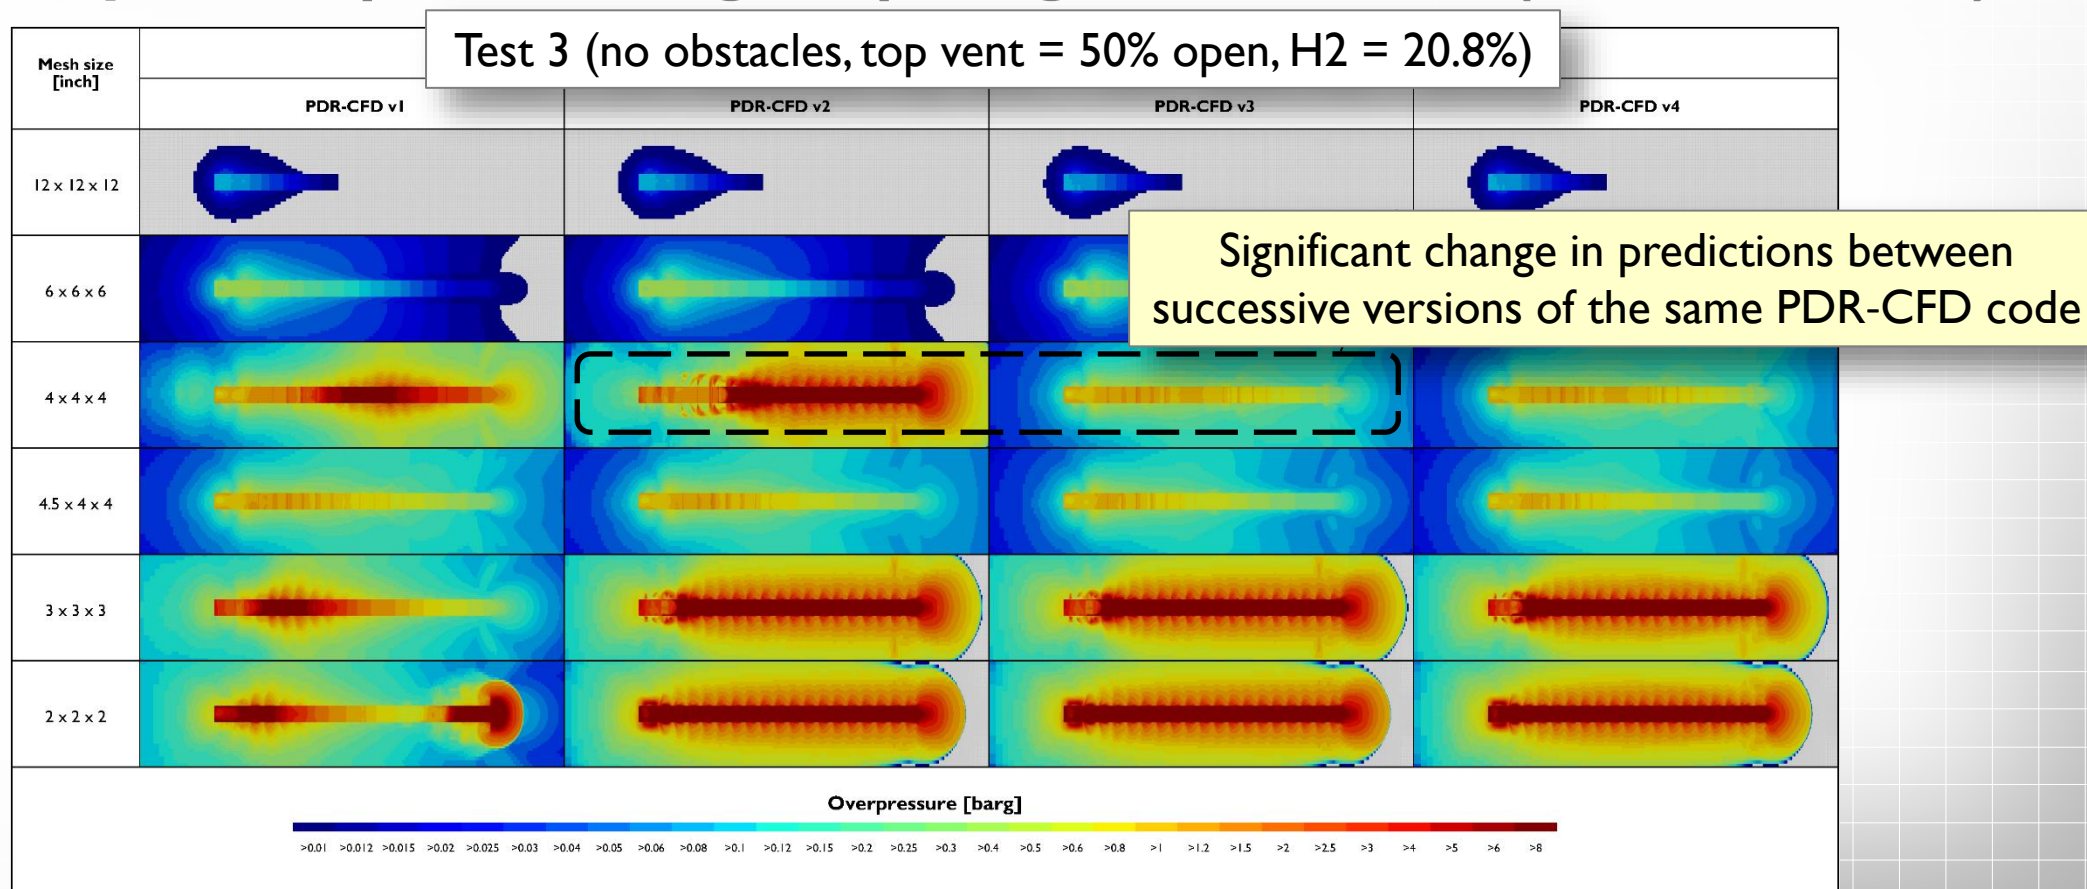 Test 3 (no obstacles, top vent = 50% open, H2 = 20.8%)
Mesh size
[inch]
PDR-CFD v1 PDR-CFD v2 PDR-CFD v3 PDR-CFD v4
12 x 12 x 12
Significant change in predictions between
successive versions of the same PDR-CFD code
6 x 6 x 6
4 x 4 x 4
4.5 x 4 x 4
3 x 3 x 3
2 x 2 x 2
Overpressure [barg]
>0.01 >0.012 >0.015 >0.02 >0.025 >0.03 >0.04 >0.05 >0.06 >0.08 >0.1 >0.12 >0.15 >0.2 >0.25 >0.3 >0.4 >0.5 >0.6 >0.8 >1 >1.2 >1.5 >2 >2.5 >3 >4 >5 >6 >8